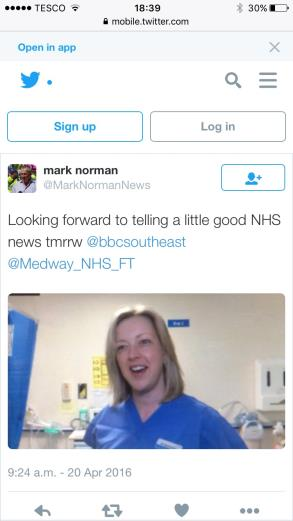 TESCO 18:39 30%
mobile.twitter.com
Open in app
Sign up
Log in
mark norman
@MarkNormanNews
Looking forward to telling a little good NHS
news tmrrw @bbcsoutheast
@Medway_NHS_FT
9:24 a.m. - 20 Apr 2016